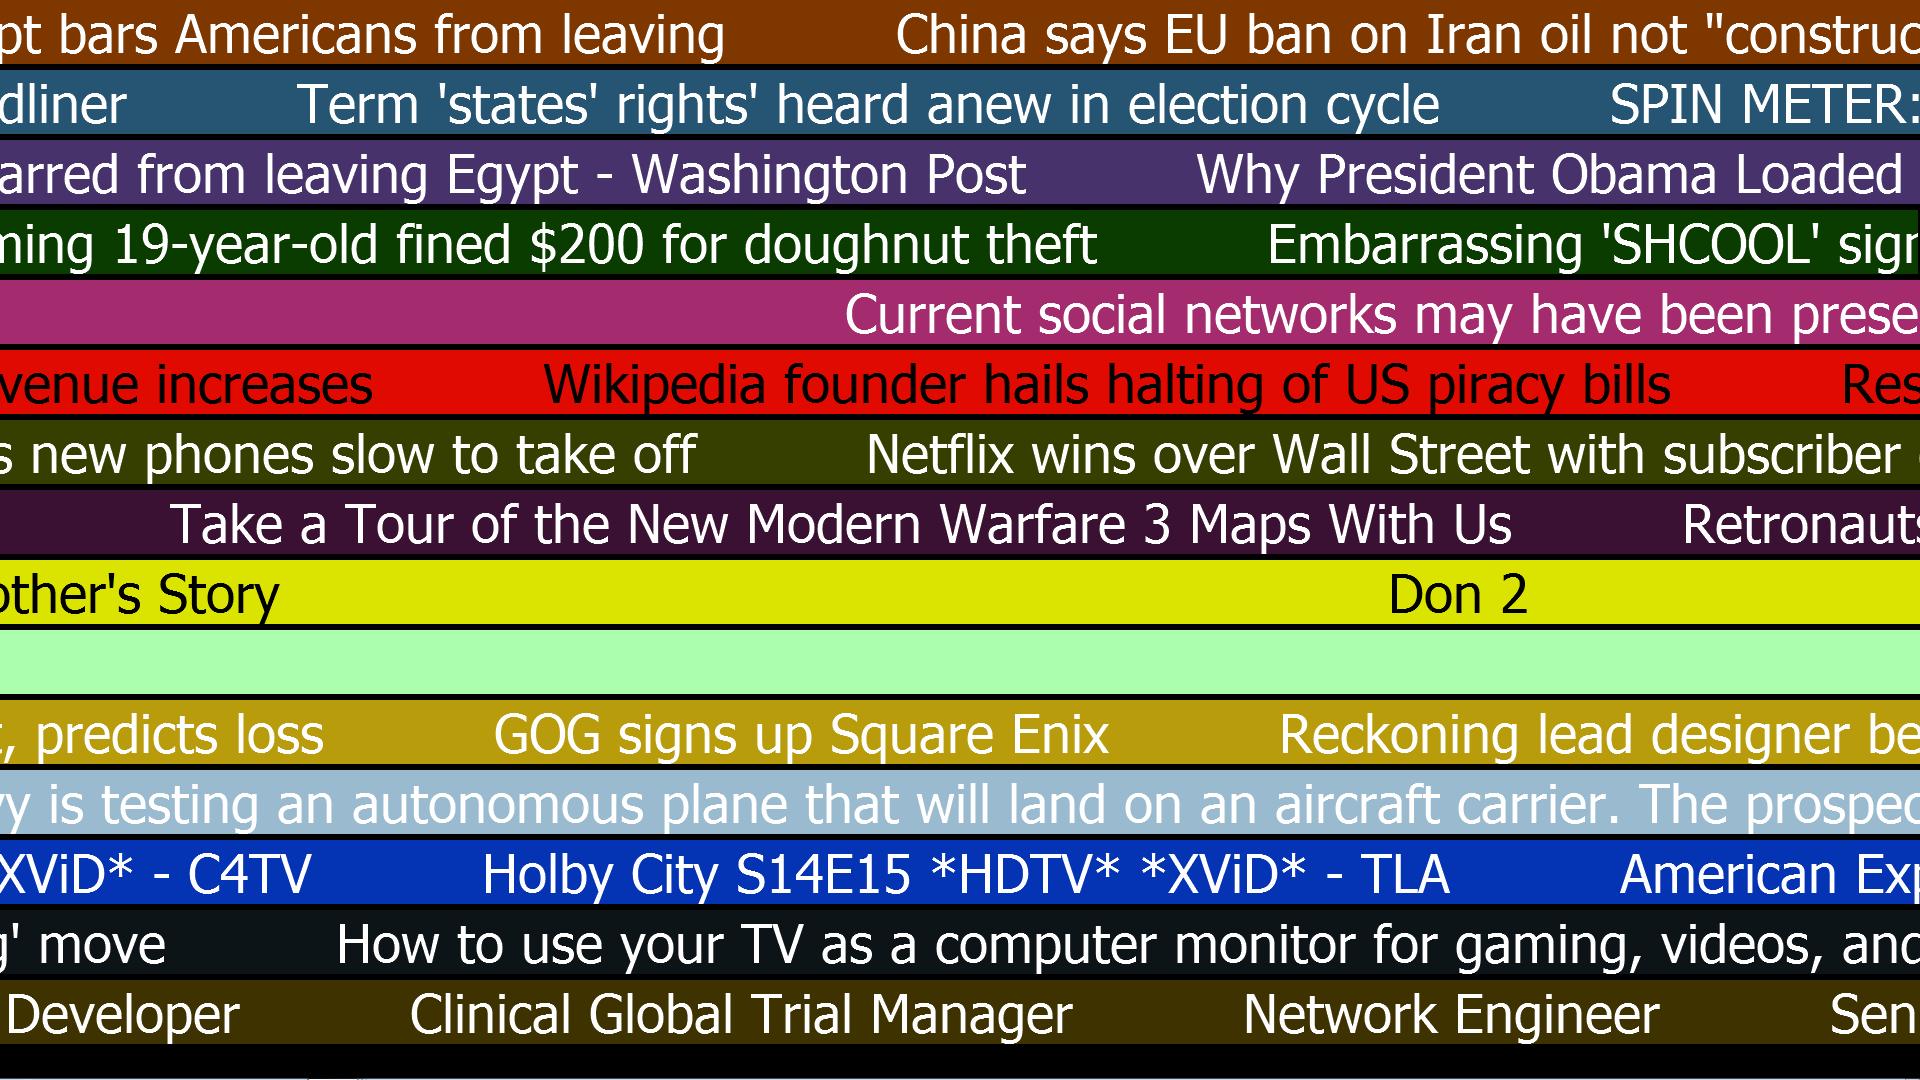 pt bars Americans from leaving China says EU ban on Iran oil not "construc
dliner Term 'states' rights' heard anew in election cycle SPIN METER:
arred from leaving Egypt - Washington Post Why President Obama Loaded
ming 19-year-old fined $200 for doughnut theft Embarrassing 'SHCOOL' sign
Current social networks may have been prese
venue increases Wikipedia founder hails halting of US piracy bills Res
s new phones slow to take off Netflix wins over Wall Street with subscriber
Take a Tour of the New Modern Warfare 3 Maps With Us Retronauts
other's Story Don 2
, predicts loss GOG signs up Square Enix Reckoning lead designer be
vy is testing an autonomous plane that will land on an aircraft carrier. The prospec
XViD* - C4TV Holby City S14E15 *HDTV* *XViD* - TLA American Exp
g' move How to use your TV as a computer monitor for gaming, videos, and
Developer Clinical Global Trial Manager Network Engineer Sen